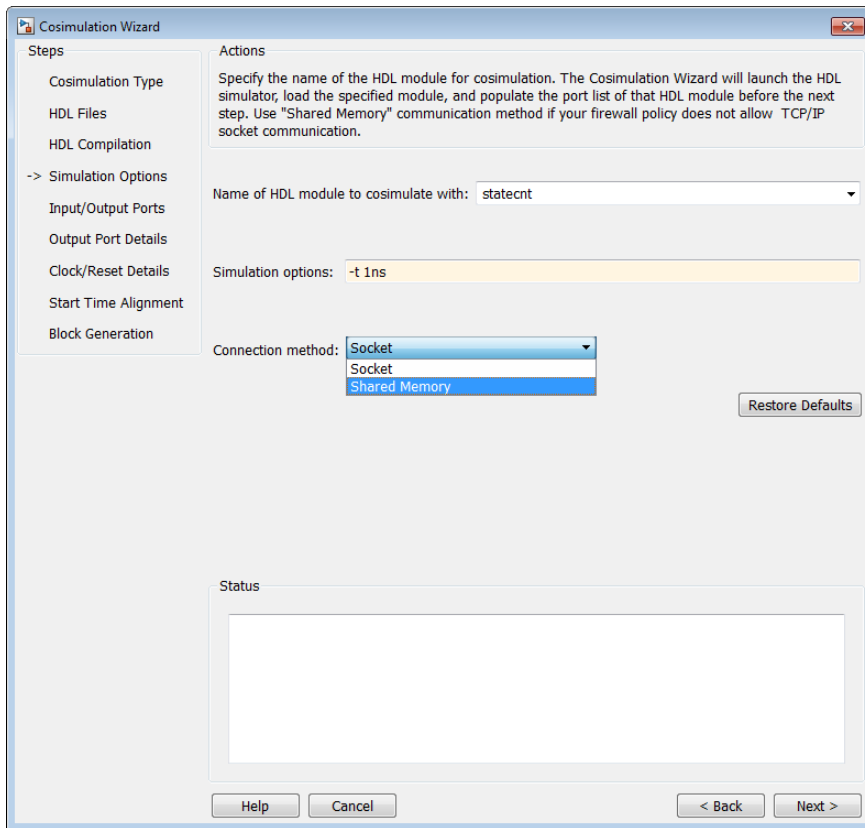 Cosimulation Wizard
Steps
Cosimulation Type
HDL Files
HDL Compilation
-> Simulation Options
Input/Output Ports
Output Port Details
Clock/Reset Details
Start Time Alignment
Block Generation
Actions
Specify the name of the HDL module for cosimulation. The Cosimulation Wizard will launch the HDL
simulator, load the specified module, and populate the port list of that HDL module before the next
step. Use "Shared Memory" communication method if your firewall policy does not allow TCP/IP
socket communication.
Name of HDL module to cosimulate with: statecnt
Simulation options: -t 1ns
Connection method: Socket
Socket
Shared Memory
Restore Defaults
Status
Help Cancel < Back Next >